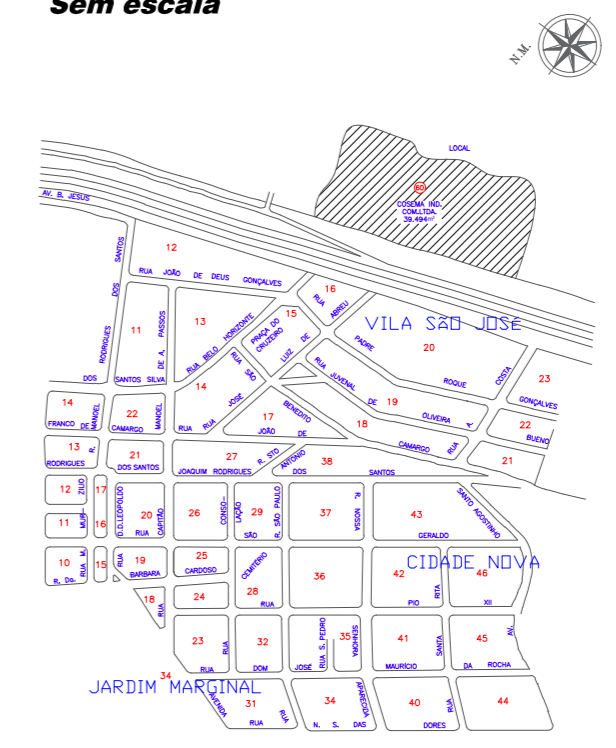 Sem escala
N.M.
LOCAL
60
COSEMA IND.
COM.LTDA.
39.494m²
AV. B. JESUS
12
RUA JOÃO DE DEUS GONÇALVES
16
RUA ABREU
RODRIGUES DOS SANTOS
11
DE A. PASSOS
13
RUA BELO HORIZONTE
PRAÇA DO
CRUZEIRO
15
LUIZ DE
VILA SãO JOSÉ
PADRE
20
ROQUE
COSTA
23
DOS SANTOS SILVA
14
RUA SÃO
JOSÉ
RUA JUVENAL
DE
19
OLIVEIRA
A.
GONÇALVES
14
FRANCO DE
MANOEL
22
CAMARGO
MANOEL
RUA RUA
17
BENEDITO
JOÃO DE
18
CAMARGO
RUA
22
BUENO
13
RODRIGUES
R.
21
DOS SANTOS
27
JOAQUIM RODRIGUES
R. STO
ANTONIO
38
DOS SANTOS
21
12
ZILIO
17
D.D.LEOPOLDO
20
RUA
CAPITÃO
26
CONSO-
LAÇÃO
29
SÃO
R. SÃO PAULO
37
R. NOSSA
43
GERALDO
SANTO AGOSTINHO
11
MURI-
16
10
R. Da.
RUA M.
15
RUA
19
BARBARA
25
CARDOSO
CEMITÉRIO
28
RUA
36
42
PIO
RITA
CIDADE NOVA
46
XII
18
RUA
24
23
RUA
RUA
32
DOM
JOSÉ
RUA S. PEDRO
35
SENHORA
41
MAURÍCIO
SANTA
45
DA ROCHA
AV.
34
JARDIM MARGINAL
AVENIDA
31
RUA
RUA
34
N. S. DAS
APARECIDA
40
DORES
RUA
44